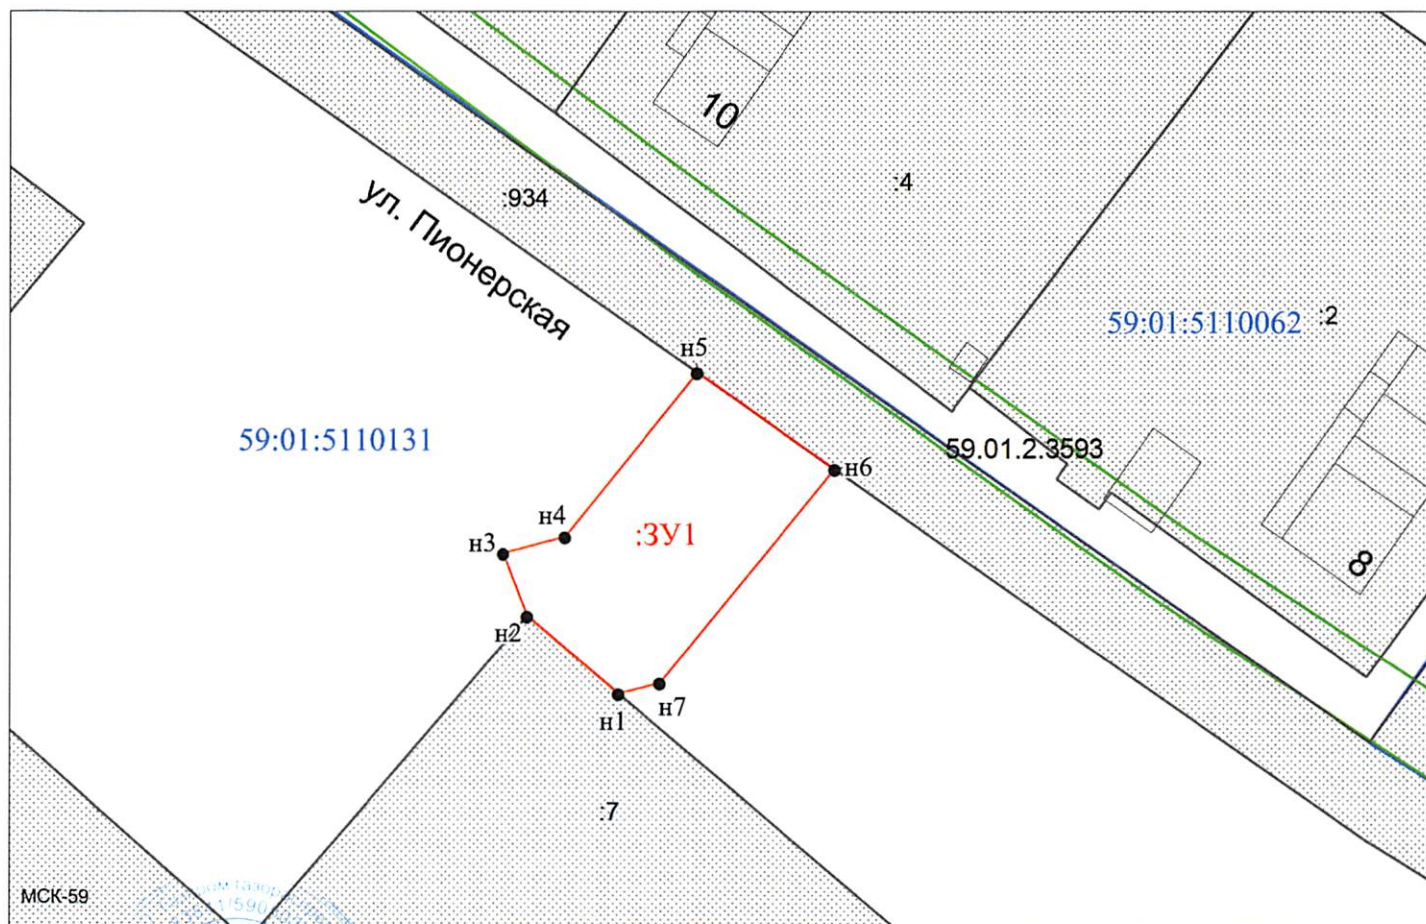 10
:4
:934
ул. Пионерская
59:01:5110062
:2
н5
59:01:5110131
59.01.2.3593
н6
н4
:ЗУ1
н3
8
н2
н7
н1
:7
МСК-59